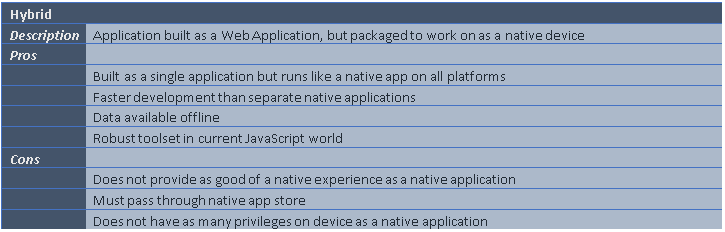 Hybrid
Description Application built as a Web Application, but packaged to work on as a native device
Pros
Built as a single application but runs like a native app on all platforms
Faster development than separate native applications
Data available offline
Robust toolset in current JavaScript world
Cons
Does not provide as good of a native experience as a native application
Must pass through native app store
Does not have as many privileges on device as a native application